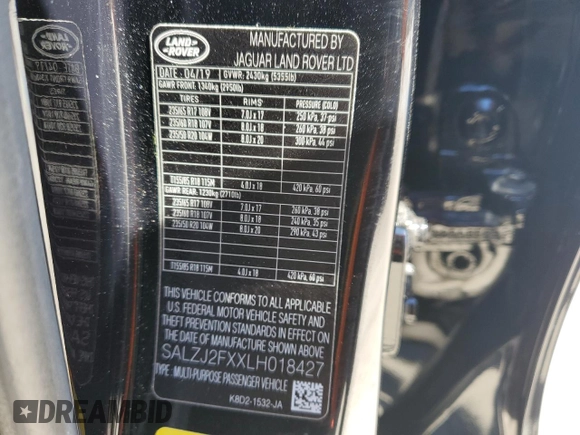 LAND
ROVER
MANUFACTURED BY
JAGUAR LAND ROVER LTD
DATE: 04/19 GVWR: 2430kg (5355lb)
GAWR FRONT: 1340kg (2950lb)
TIRES RIMS PRESSURE (COLD)
235/65 R17 108V 7.0J x 17 250 kPa, 37 psi
235/60 R18 107V 8.0J x 18 260 kPa, 38 psi
235/50 R20 104W 8.0J x 20 300 kPa, 44 psi
T155/85 R18 115M 4.0J x 18 420 kPa, 60 psi
GAWR REAR: 1230kg (2710lb)
235/65 R17 108V 7.0J x 17 260 kPa, 38 psi
235/60 R18 107V 8.0J x 18 240 kPa, 35 psi
235/50 R20 104W 8.0J x 20 290 kPa, 43 psi
T155/85 R18 115M 4.0J x 18 420 kPa, 60 psi
THIS VEHICLE CONFORMS TO ALL APPLICABLE
U.S. FEDERAL MOTOR VEHICLE SAFETY AND
THEFT PREVENTION STANDARDS IN EFFECT ON
THE DATE OF MANUFACTURE SHOWN ABOVE
SALZJ2FXXLH018427
TYPE: MULTI-PURPOSE PASSENGER VEHICLE
K8D2-1532-JA
AUTOHELPERBOT.COM